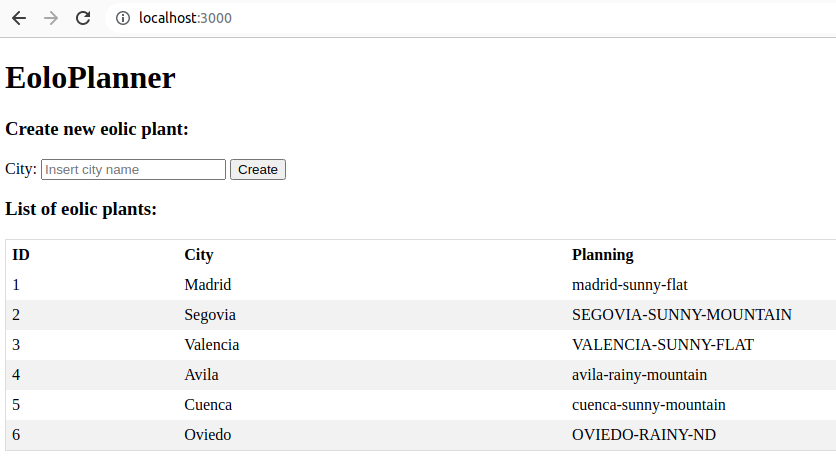 localhost:3000
EoloPlanner
Create new eolic plant:
City: Insert city name Create
List of eolic plants:
ID City Planning
1 Madrid madrid-sunny-flat
2 Segovia SEGOVIA-SUNNY-MOUNTAIN
3 Valencia VALENCIA-SUNNY-FLAT
4 Avila avila-rainy-mountain
5 Cuenca cuenca-sunny-mountain
6 Oviedo OVIEDO-RAINY-ND